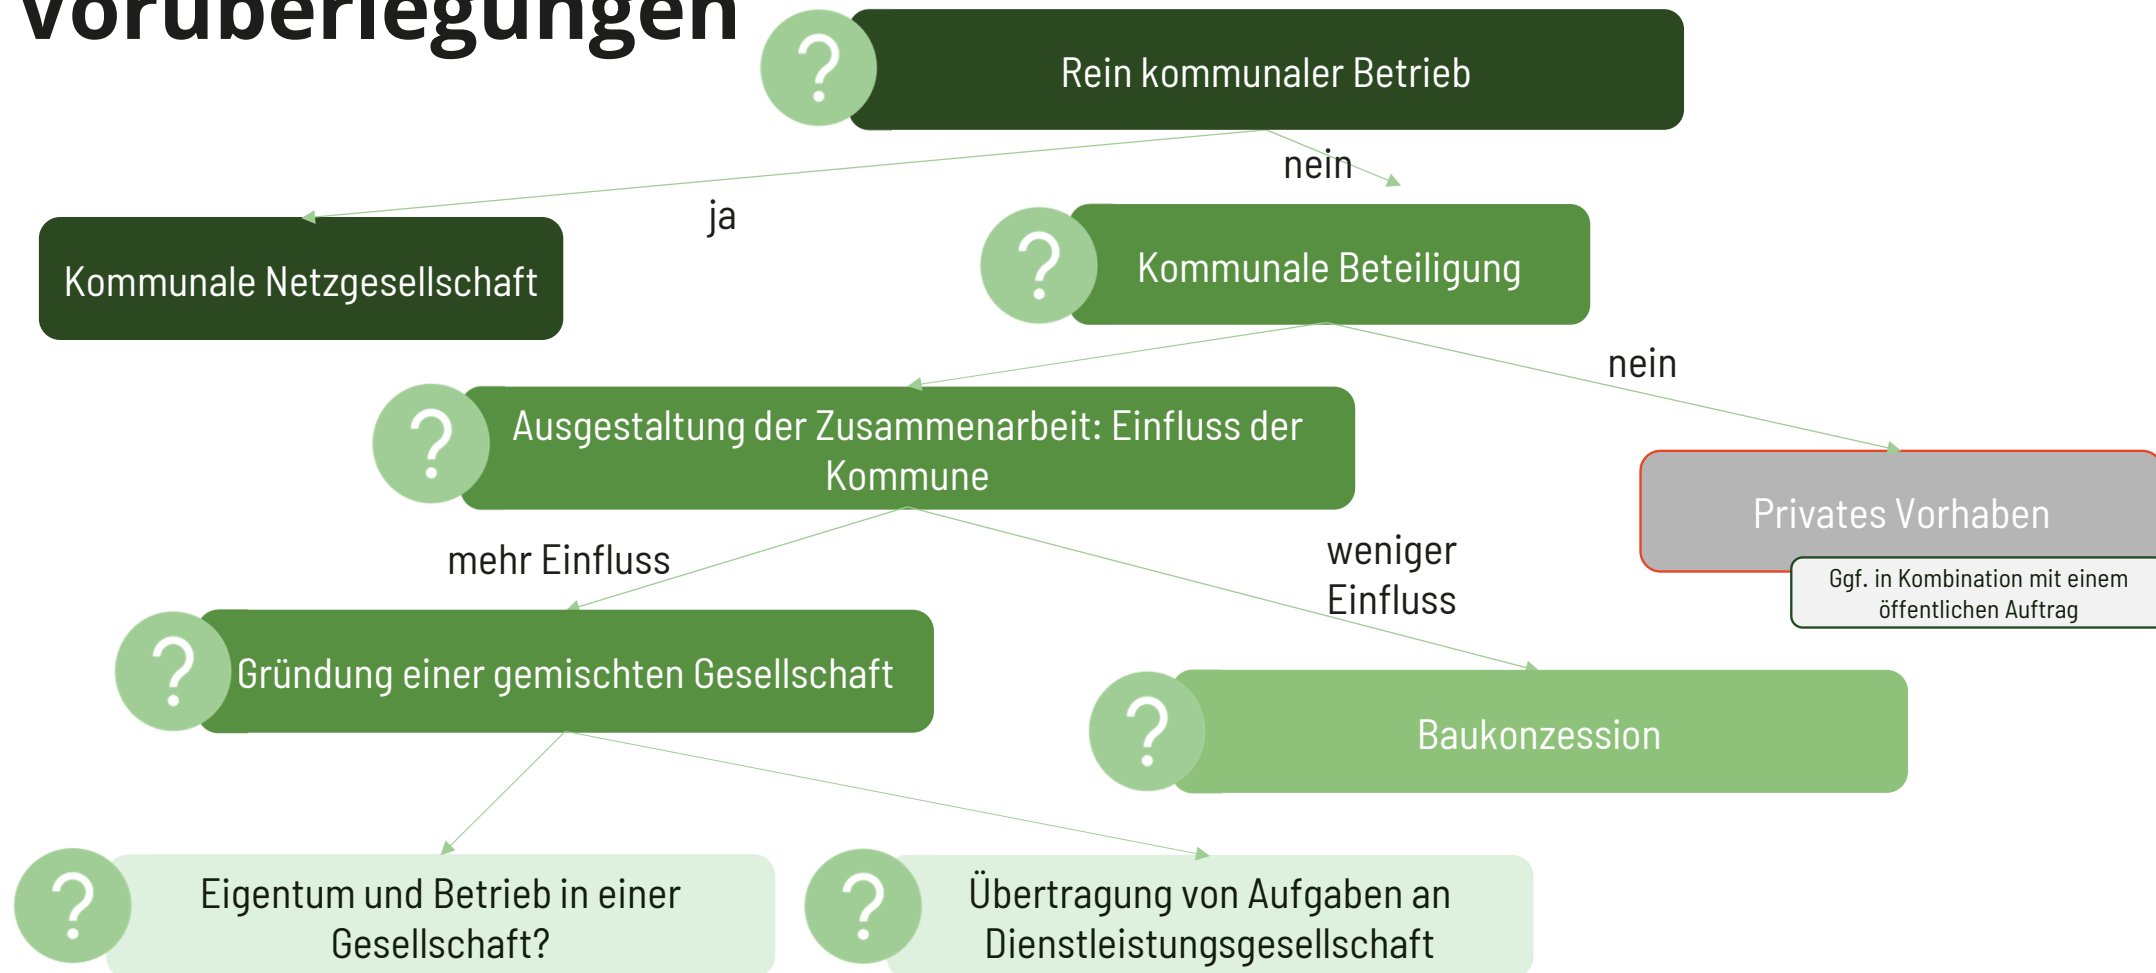 Vorüberlegungen
?
Rein kommunaler Betrieb
nein
ja
Kommunale Netzgesellschaft
?
Kommunale Beteiligung
nein
?
Ausgestaltung der Zusammenarbeit: Einfluss der
Kommune
Privates Vorhaben
Ggf. in Kombination mit einem
öffentlichen Auftrag
mehr Einfluss
weniger
Einfluss
?
Gründung einer gemischten Gesellschaft
?
Baukonzession
?
Eigentum und Betrieb in einer
Gesellschaft?
?
Übertragung von Aufgaben an
Dienstleistungsgesellschaft